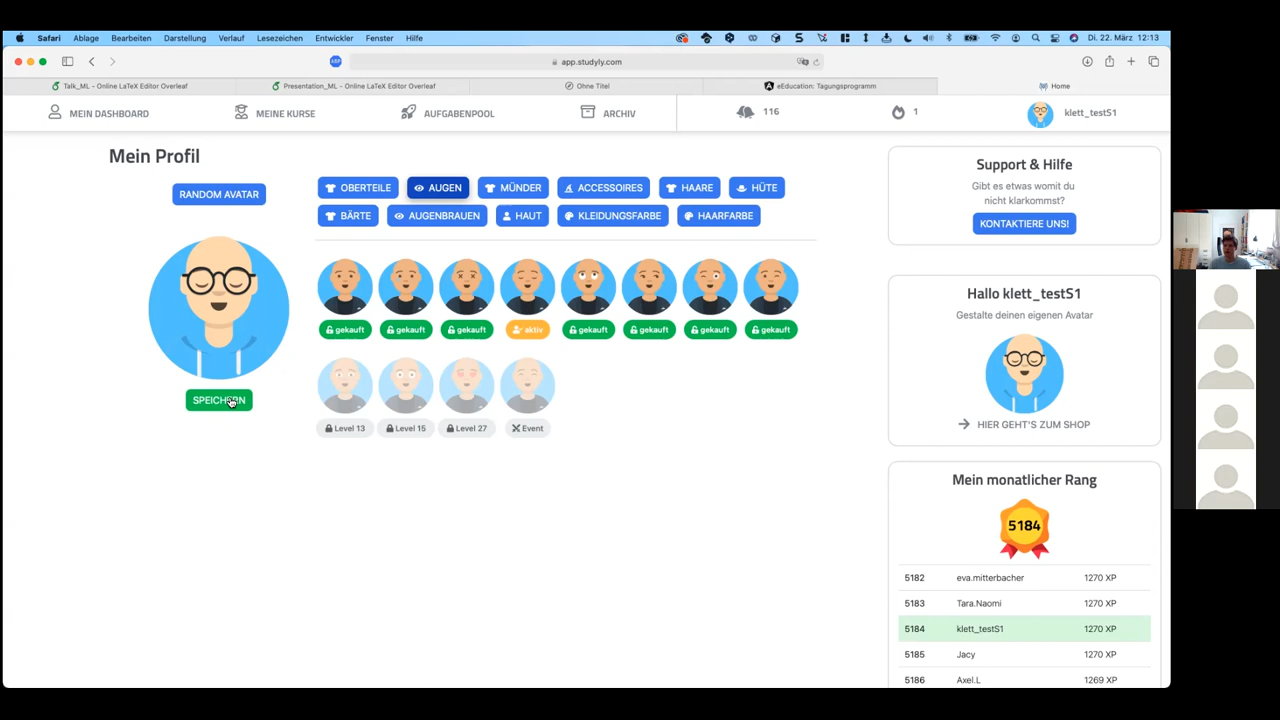 Safari Ablage Bearbeiten Darstellung Verlauf Lesezeichen Entwickler Fenster Hilfe Di. 22. März 12:13
app.studyly.com
Talk_ML - Online LaTeX Editor Overleaf Presentation_ML - Online LaTeX Editor Overleaf Ohne Titel eEducation: Tagungsprogramm Home
MEIN DASHBOARD MEINE KURSE AUFGABENPOOL ARCHIV 116 1 klett_testS1
Mein Profil
RANDOM AVATAR
SPEICHERN
OBERTEILE AUGEN MÜNDER ACCESSOIRES HAARE HÜTE
BÄRTE AUGENBRAUEN HAUT KLEIDUNGSFARBE HAARFARBE
gekauft gekauft gekauft aktiv gekauft gekauft gekauft gekauft
Level 13 Level 15 Level 27 Event
Support & Hilfe
Gibt es etwas womit du
nicht klarkommst?
KONTAKTIERE UNS!
Hallo klett_testS1
Gestalte deinen eigenen Avatar
HIER GEHT'S ZUM SHOP
Mein monatlicher Rang
5184
5182 eva.mitterbacher 1270 XP
5183 Tara.Naomi 1270 XP
5184 klett_testS1 1270 XP
5185 Jacy 1270 XP
5186 Axel.L 1269 XP